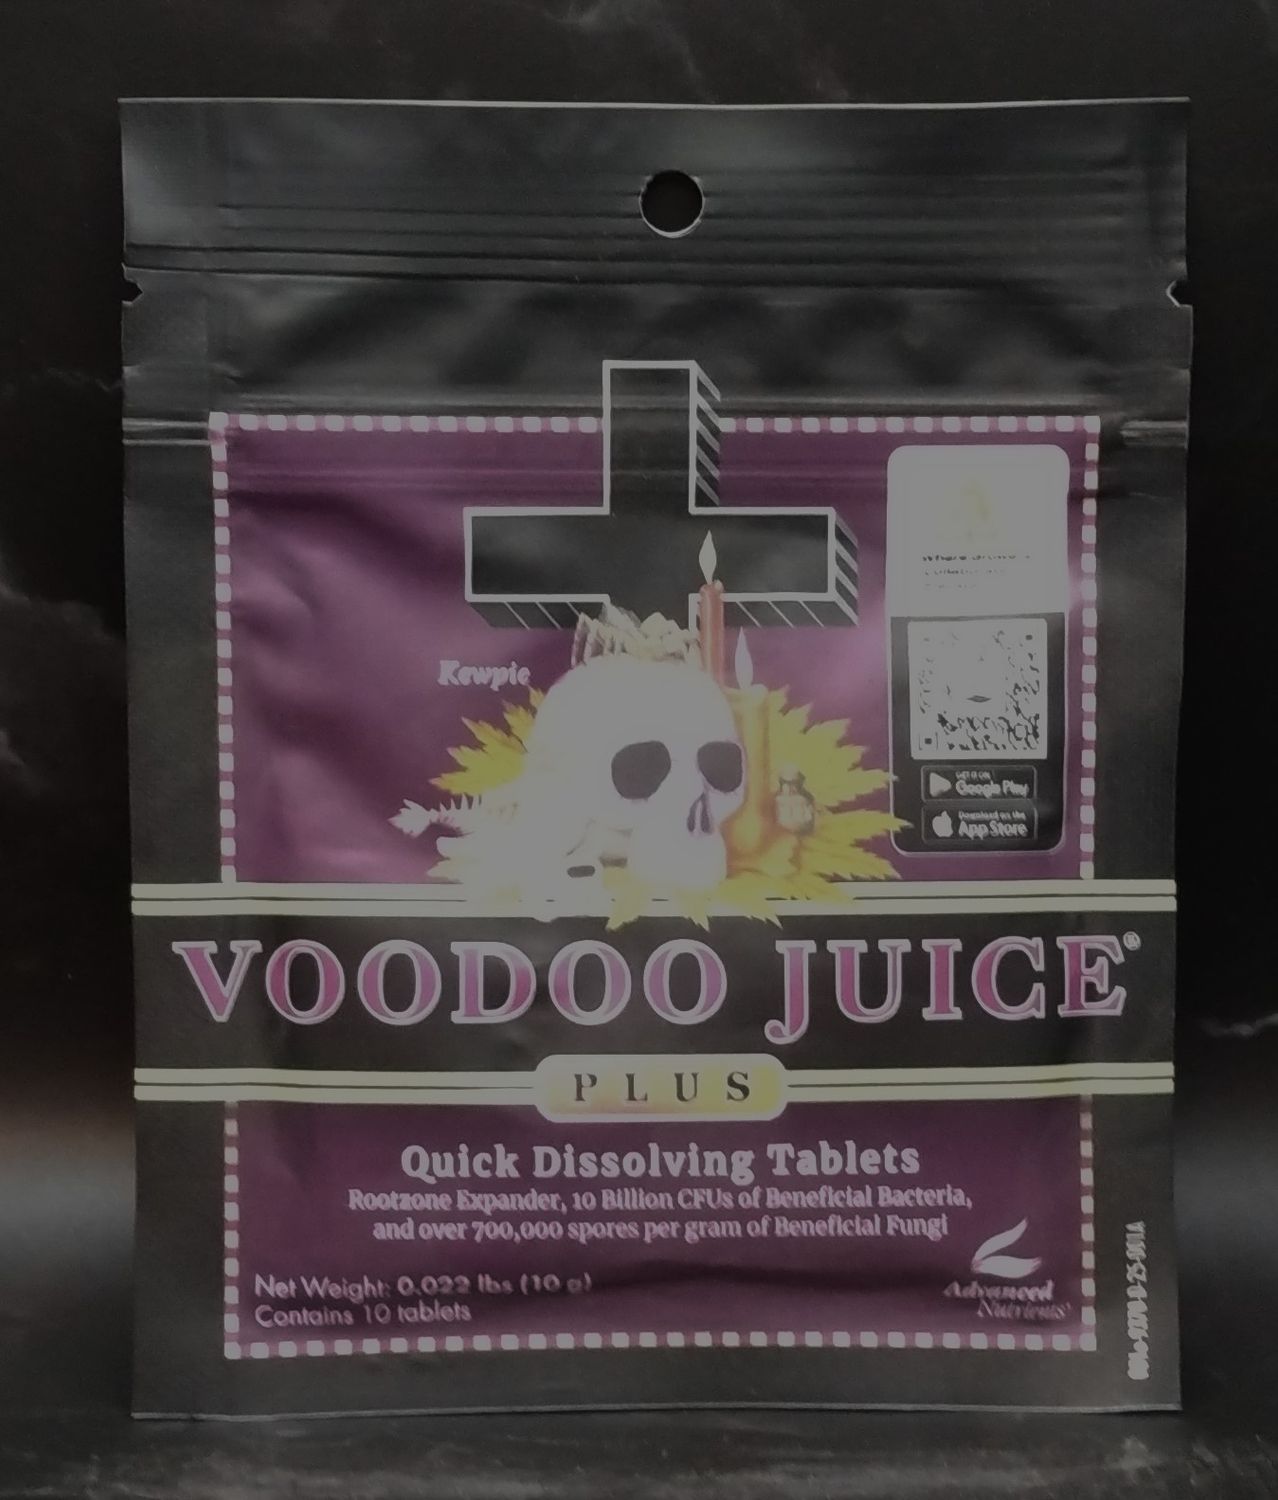 Kewpie
GET IT ON
Google Play
Download on the
App Store
VOODOO JUICE®
PLUS
Quick Dissolving Tablets
Rootzone Expander, 10 Billion CFUs of Beneficial Bacteria,
and over 700,000 spores per gram of Beneficial Fungi
Net Weight: 0.022 lbs (10 g)
Contains 10 tablets
Advanced
Nutrients